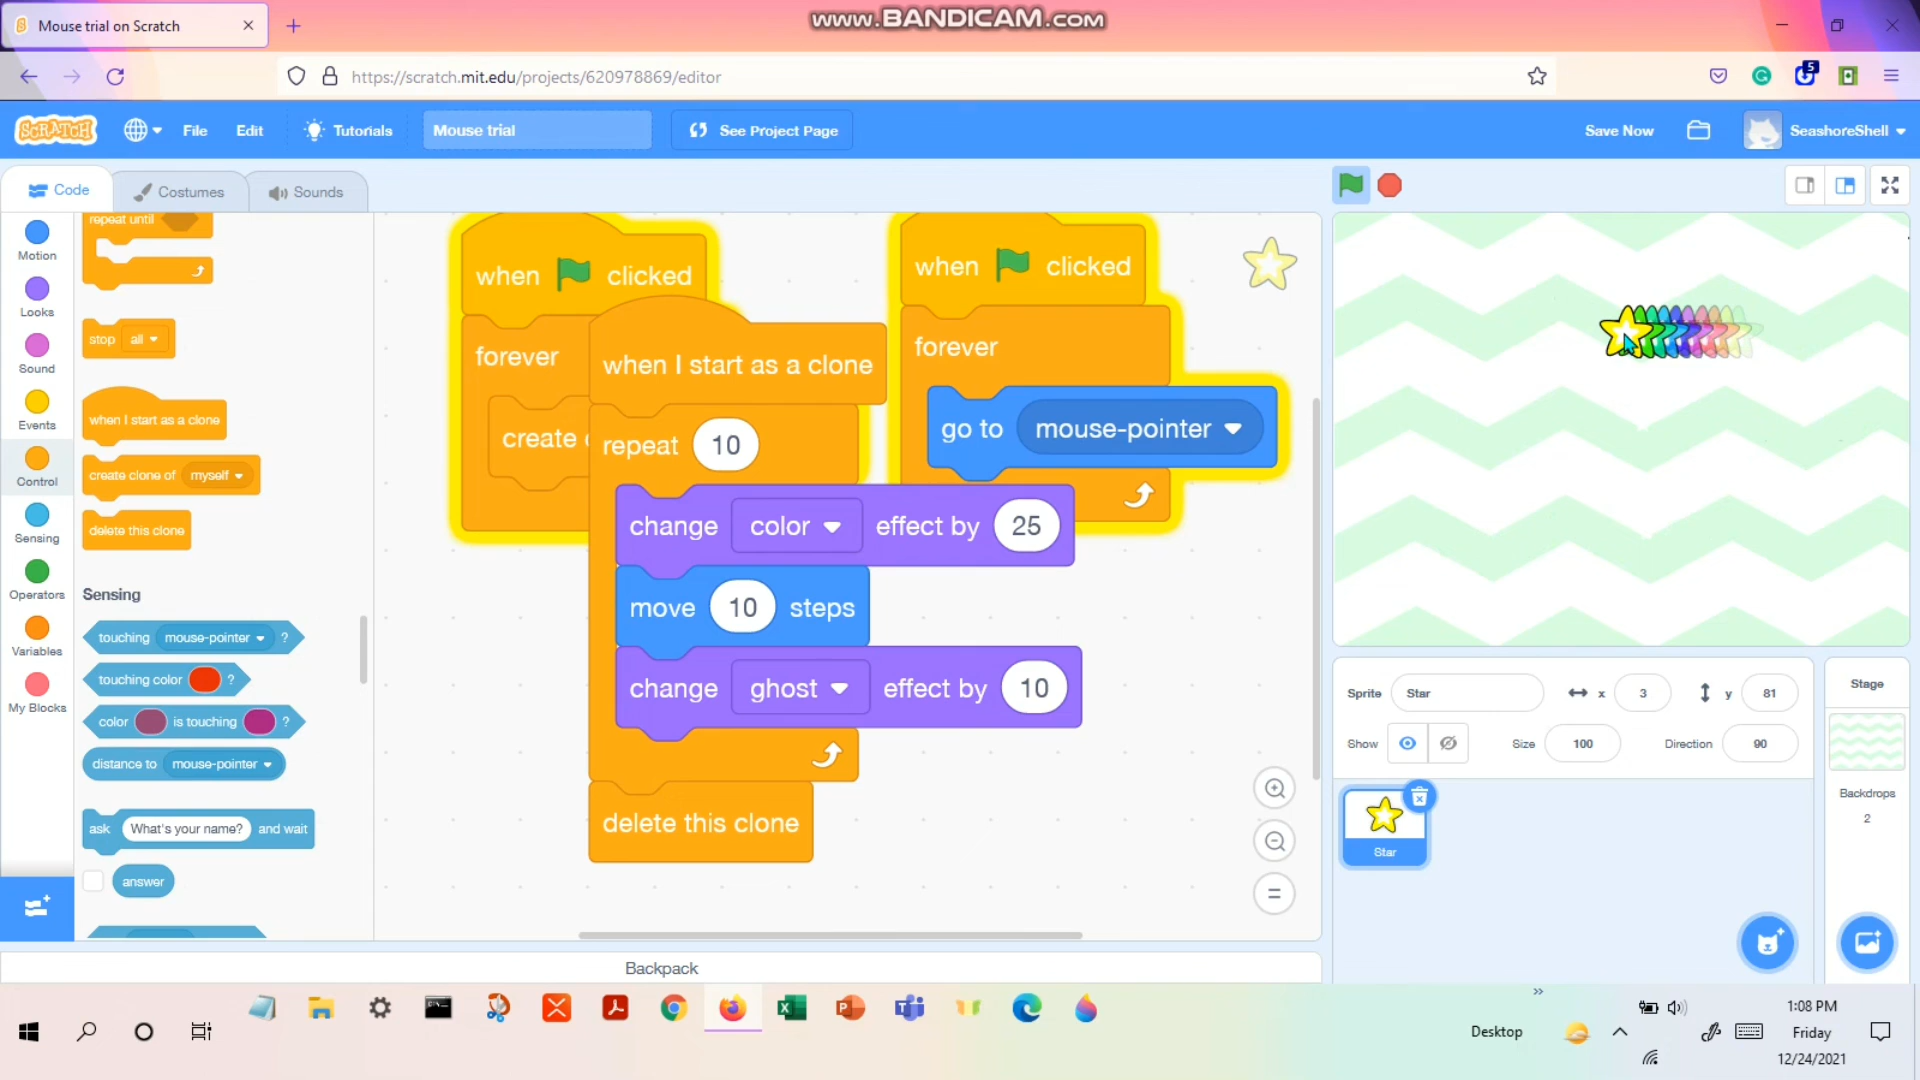 Mouse trial on Scratch
www.BANDICAM.com
https://scratch.mit.edu/projects/620978869/editor
5
SCRATCH
File
Edit
Tutorials
Mouse trial
See Project Page
Save Now
SeashoreShell
Code
Costumes
Sounds
Motion
Looks
Sound
Events
Control
Sensing
Operators
Variables
My Blocks
repeat until
stop all
when I start as a clone
create clone of myself
delete this clone
Sensing
touching mouse-pointer ?
touching color ?
color is touching ?
distance to mouse-pointer
ask What's your name? and wait
answer
when clicked
forever
create
when I start as a clone
repeat 10
change color effect by 25
move 10 steps
change ghost effect by 10
delete this clone
when clicked
forever
go to mouse-pointer
Backpack
Sprite Star x 3 y 81
Show Size 100 Direction 90
Star
Stage
Backdrops
2
Desktop
1:08 PM
Friday
12/24/2021